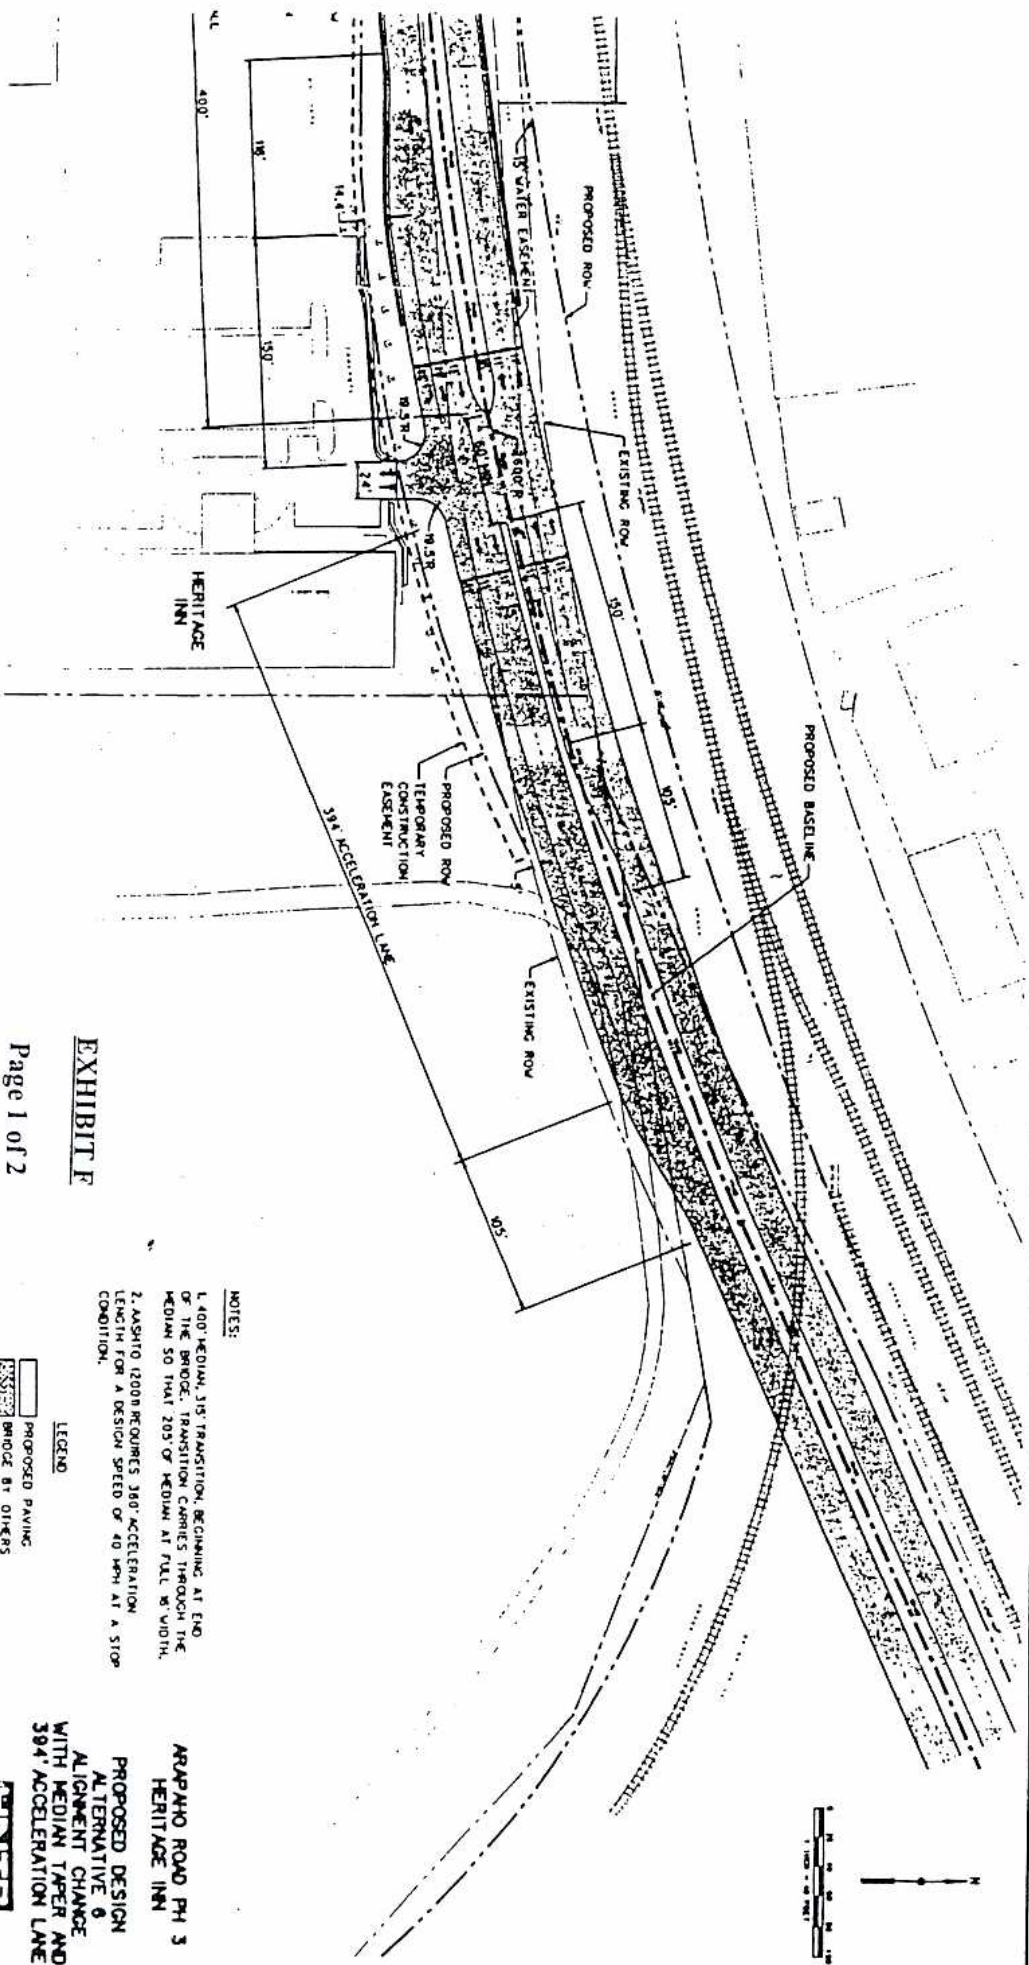 400'
118'
14.4'
150'
19.5'R
24'
19.5'R
15' WATER EASEMENT
PROPOSED ROW
EXISTING ROW
150'
105'
PROPOSED BASELINE
HERITAGE
INN
PROPOSED ROW
TEMPORARY
CONSTRUCTION
EASEMENT
5'
EXISTING ROW
394' ACCELERATION LANE
105'
EXHIBIT F
Page 1 of 2
NOTES:
1. 400' MEDIAN, 315' TRANSITION, BEGINNING AT END
OF THE BRIDGE. TRANSITION CARRIES THROUGH THE
MEDIAN SO THAT 205' OF MEDIAN AT FULL 16' WIDTH.
2. AASHTO (2001) REQUIRES 360' ACCELERATION
LENGTH FOR A DESIGN SPEED OF 40 MPH AT A STOP
CONDITION.
LEGEND
PROPOSED PAVING
BRIDGE BY OTHERS
N
ARAPAHO ROAD PH 3
HERITAGE INN
PROPOSED DESIGN
ALTERNATIVE 6
ALIGNMENT CHANGE
WITH MEDIAN TAPER AND
394' ACCELERATION LANE